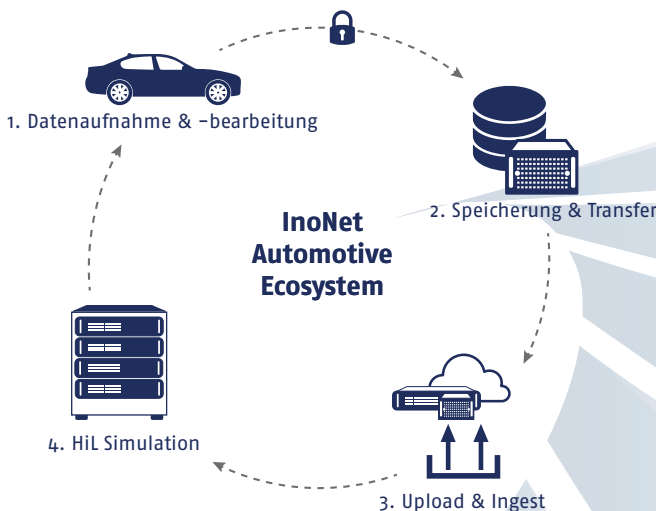 1. Datenaufnahme & -bearbeitung
2. Speicherung & Transfer
InoNet
Automotive
Ecosystem
4. HiL Simulation
3. Upload & Ingest